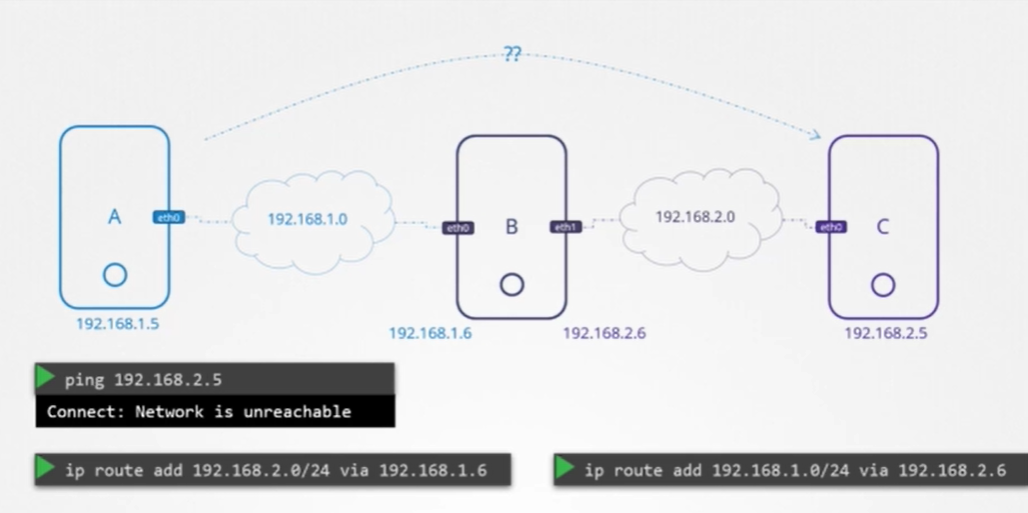 ??
A
eth0
192.168.1.0
eth0
B
eth1
192.168.2.0
eth0
C
192.168.1.5
192.168.1.6
192.168.2.6
192.168.2.5
ping 192.168.2.5
Connect: Network is unreachable
ip route add 192.168.2.0/24 via 192.168.1.6
ip route add 192.168.1.0/24 via 192.168.2.6